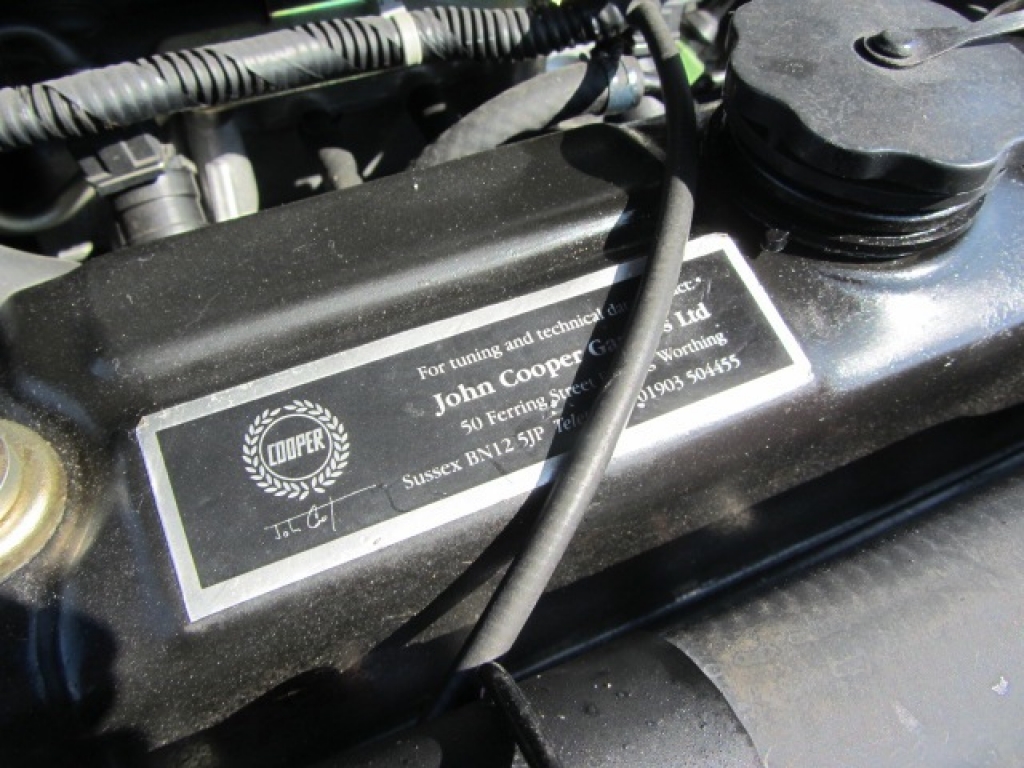 For tuning and technical
John Cooper Ltd
50 Ferring Street Worthing
Sussex BN12 5JP 01903 504455
COOPER